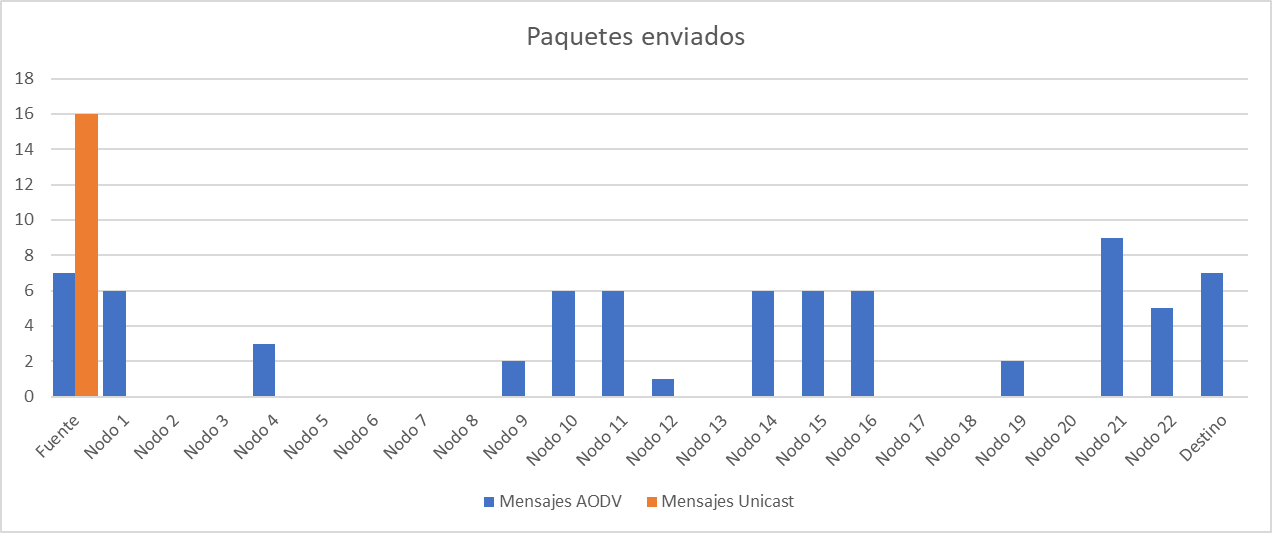 Paquetes enviados
18
16
14
12
10
8
6
4
2
0
Fuente
Nodo 1
Nodo 2
Nodo 3
Nodo 4
Nodo 5
Nodo 6
Nodo 7
Nodo 8
Nodo 9
Nodo 10
Nodo 11
Nodo 12
Nodo 13
Nodo 14
Nodo 15
Nodo 16
Nodo 17
Nodo 18
Nodo 19
Nodo 20
Nodo 21
Nodo 22
Destino
Mensajes AODV Mensajes Unicast